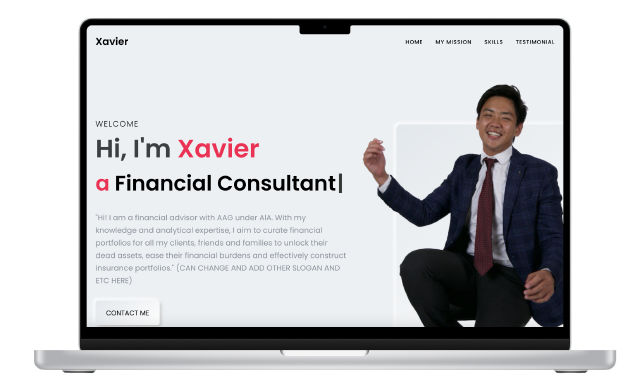 Xavier
HOME MY MISSION SKILLS TESTIMONIAL
WELCOME
Hi, I'm Xavier
a Financial Consultant|
"Hi! I am a financial advisor with AAG under AIA. With my
knowledge and analytical expertise, I aim to curate financial
portfolios for all my clients, friends and families to unlock their
dead assets, ease their financial burdens and effectively construct
insurance portfolios." (CAN CHANGE AND ADD OTHER SLOGAN AND
ETC HERE)
CONTACT ME